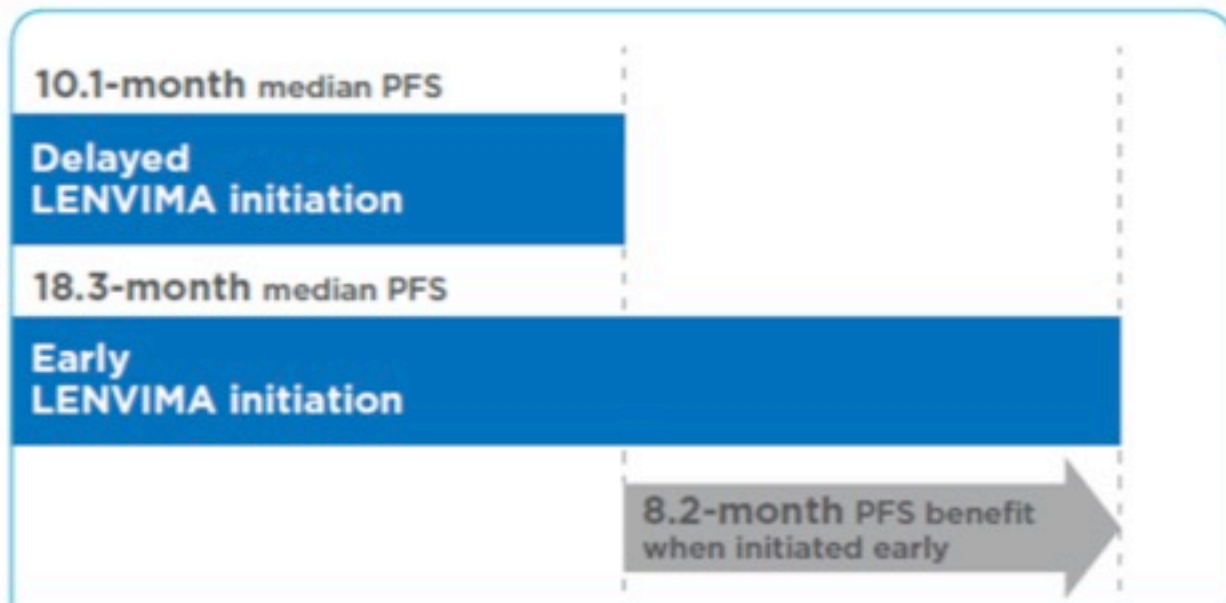 10.1-month median PFS
Delayed
LENVIMA initiation
18.3-month median PFS
Early
LENVIMA initiation
8.2-month PFS benefit
when initiated early